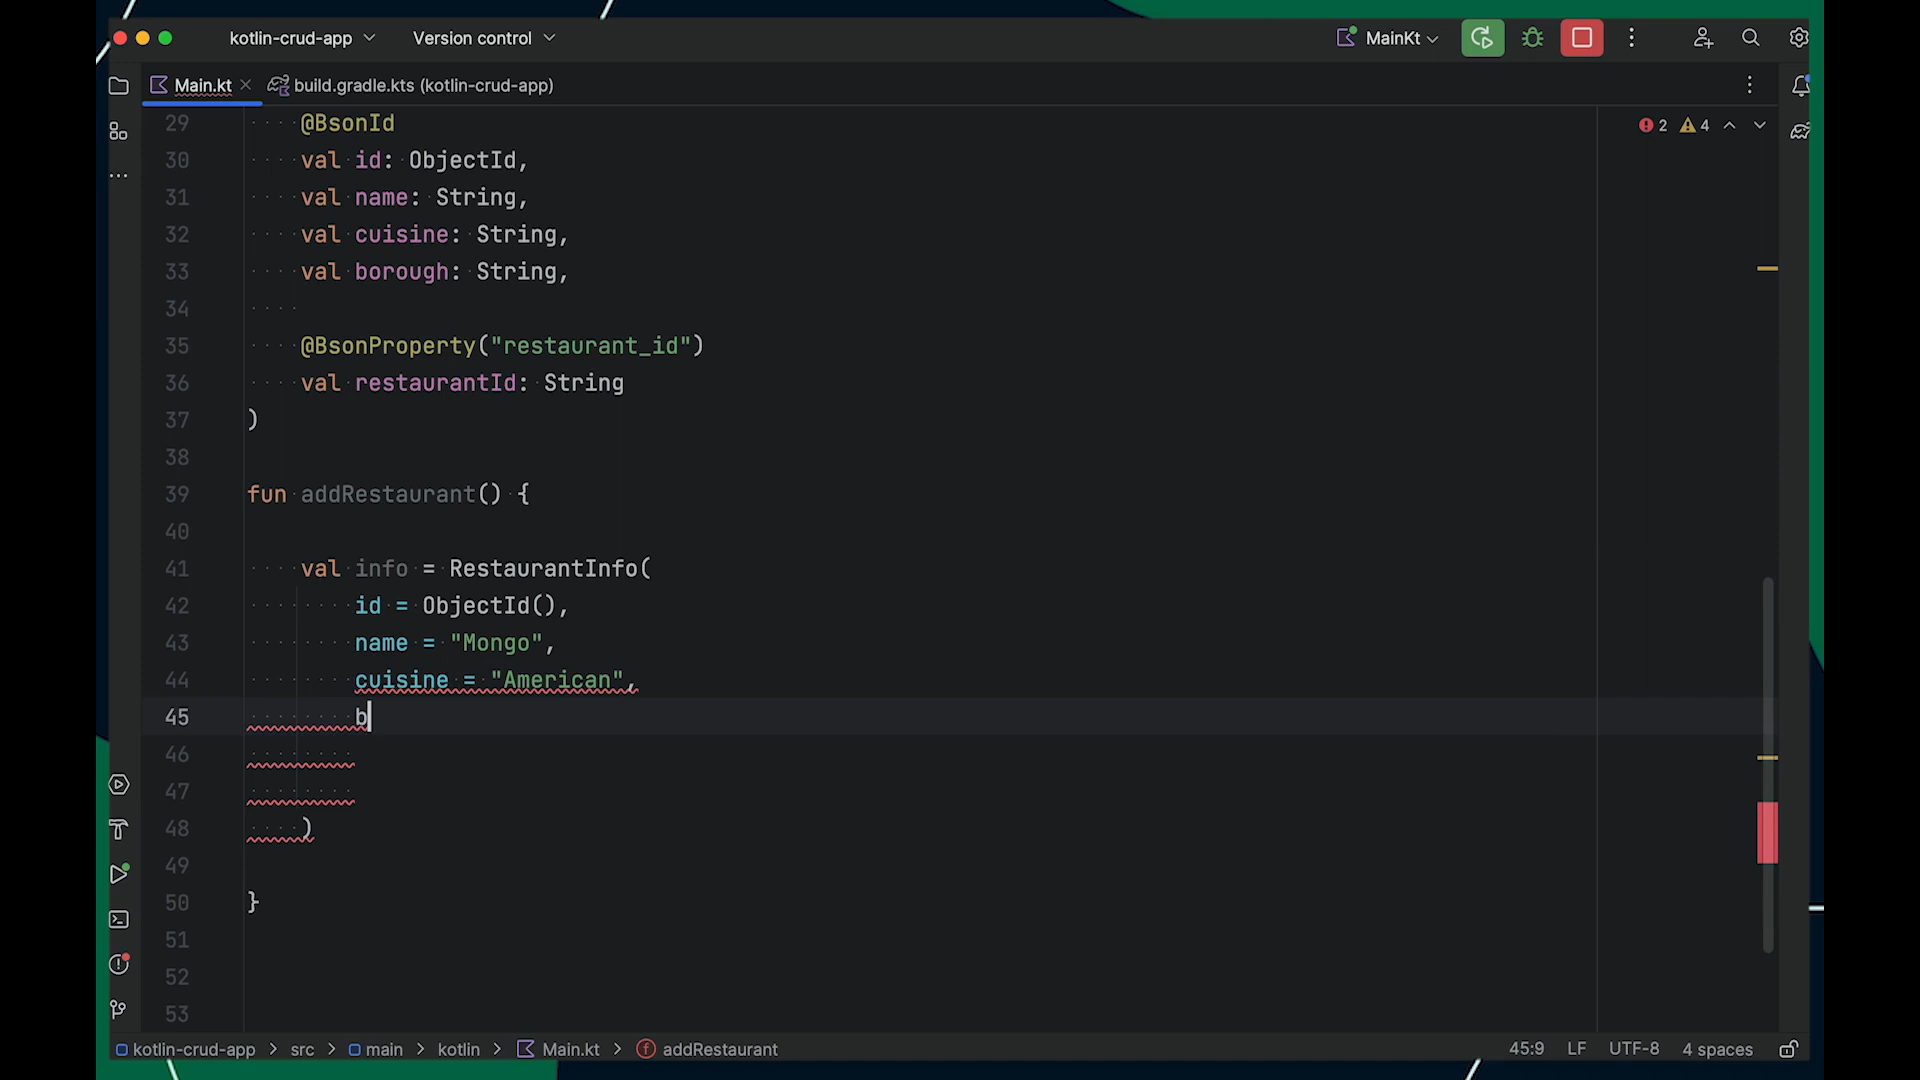 kotlin-crud-app Version control MainKt
Main.kt build.gradle.kts (kotlin-crud-app)
29 @BsonId 2 4
30 val id: ObjectId,
31 val name: String,
32 val cuisine: String,
33 val borough: String,
34
35 @BsonProperty("restaurant_id")
36 val restaurantId: String
37 )
38
39 fun addRestaurant() {
40
41 val info = RestaurantInfo(
42 id = ObjectId(),
43 name = "Mongo",
44 cuisine = "American",
45 b
46
47
48 )
49
50 }
51
52
53
kotlin-crud-app > src > main > kotlin > Main.kt > addRestaurant 45:9 LF UTF-8 4 spaces